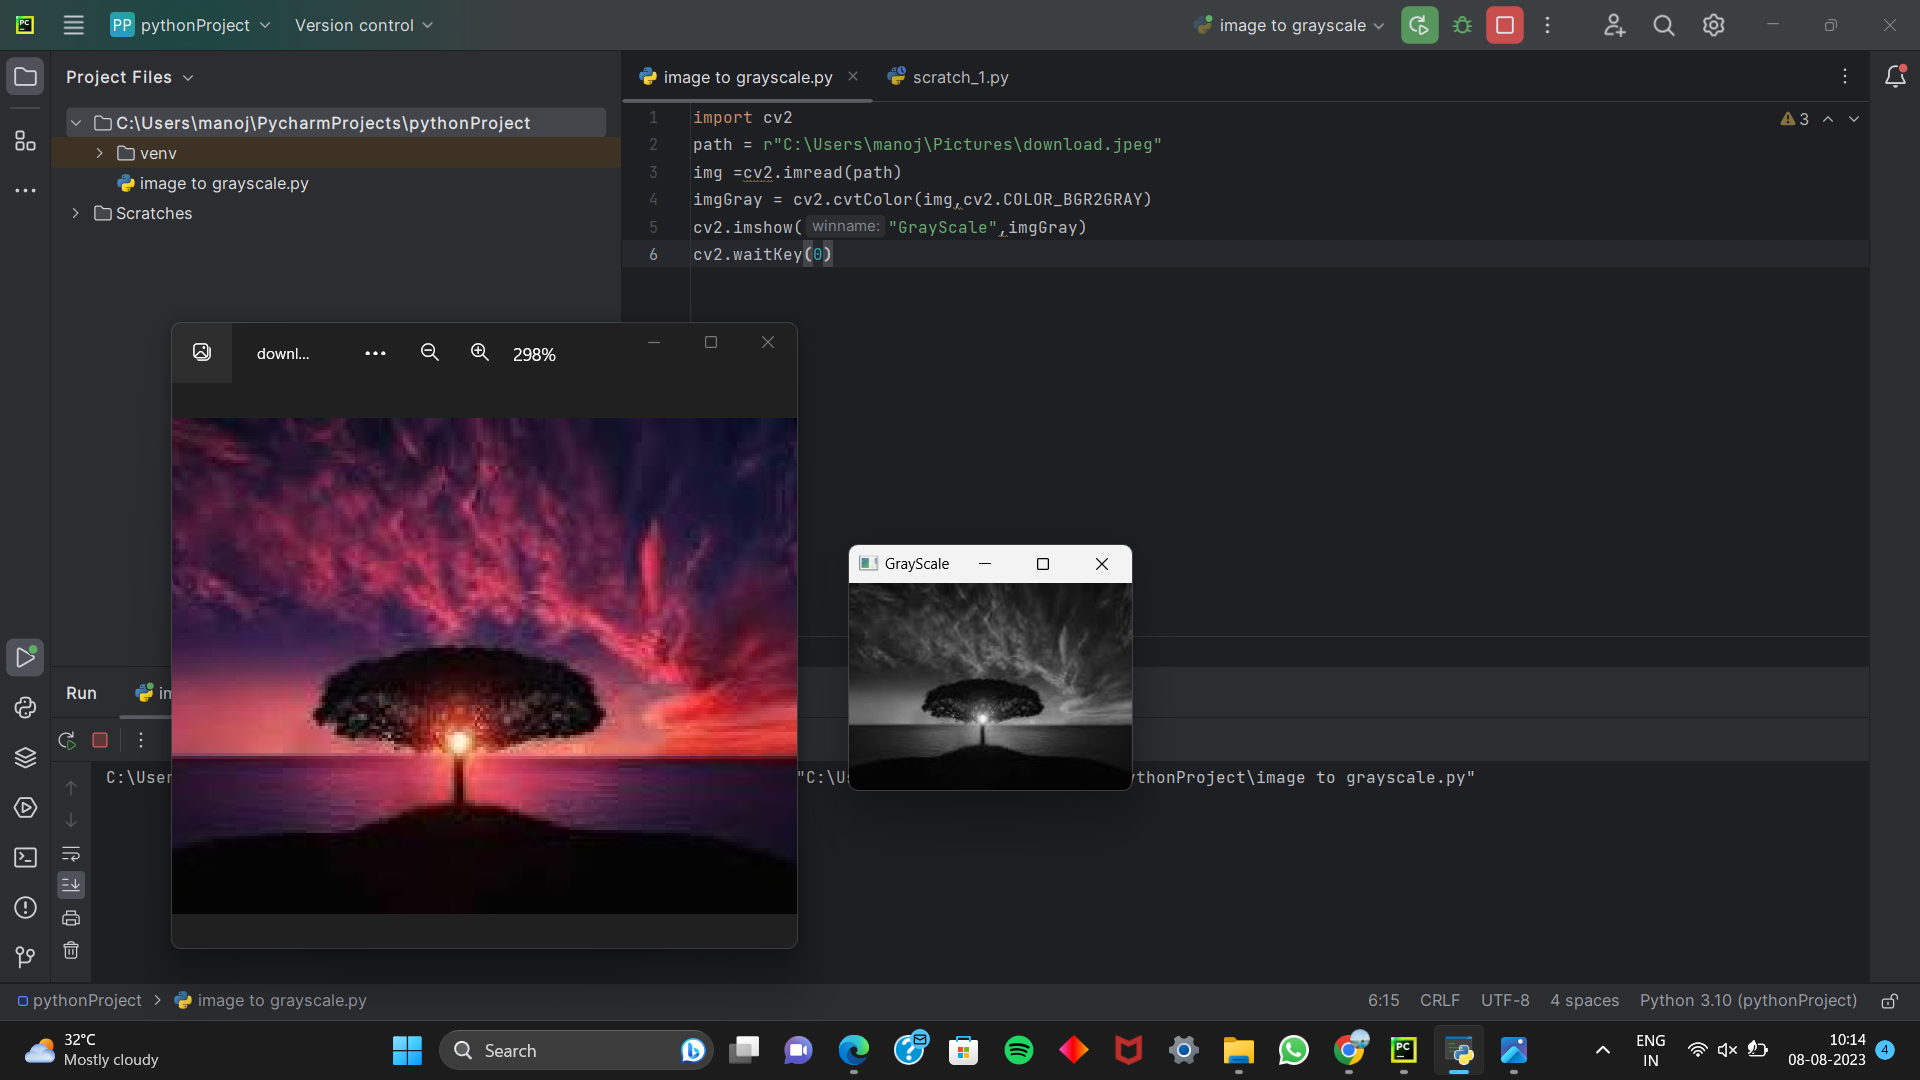 PC
PP pythonProject Version control image to grayscale
Project Files
C:\Users\manoj\PycharmProjects\pythonProject
venv
image to grayscale.py
Scratches
image to grayscale.py scratch_1.py
3
1 import cv2
2 path = r"C:\Users\manoj\Pictures\download.jpeg"
3 img =cv2.imread(path)
4 imgGray = cv2.cvtColor(img,cv2.COLOR_BGR2GRAY)
5 cv2.imshow( winname: "GrayScale",imgGray)
6 cv2.waitKey(0)
downl... 298%
GrayScale
Run im
C:\User "C:\Us ythonProject\image to grayscale.py"
pythonProject > image to grayscale.py 6:15 CRLF UTF-8 4 spaces Python 3.10 (pythonProject)
32°C
Mostly cloudy
Search
PC
ENG
IN
10:14
08-08-2023
4